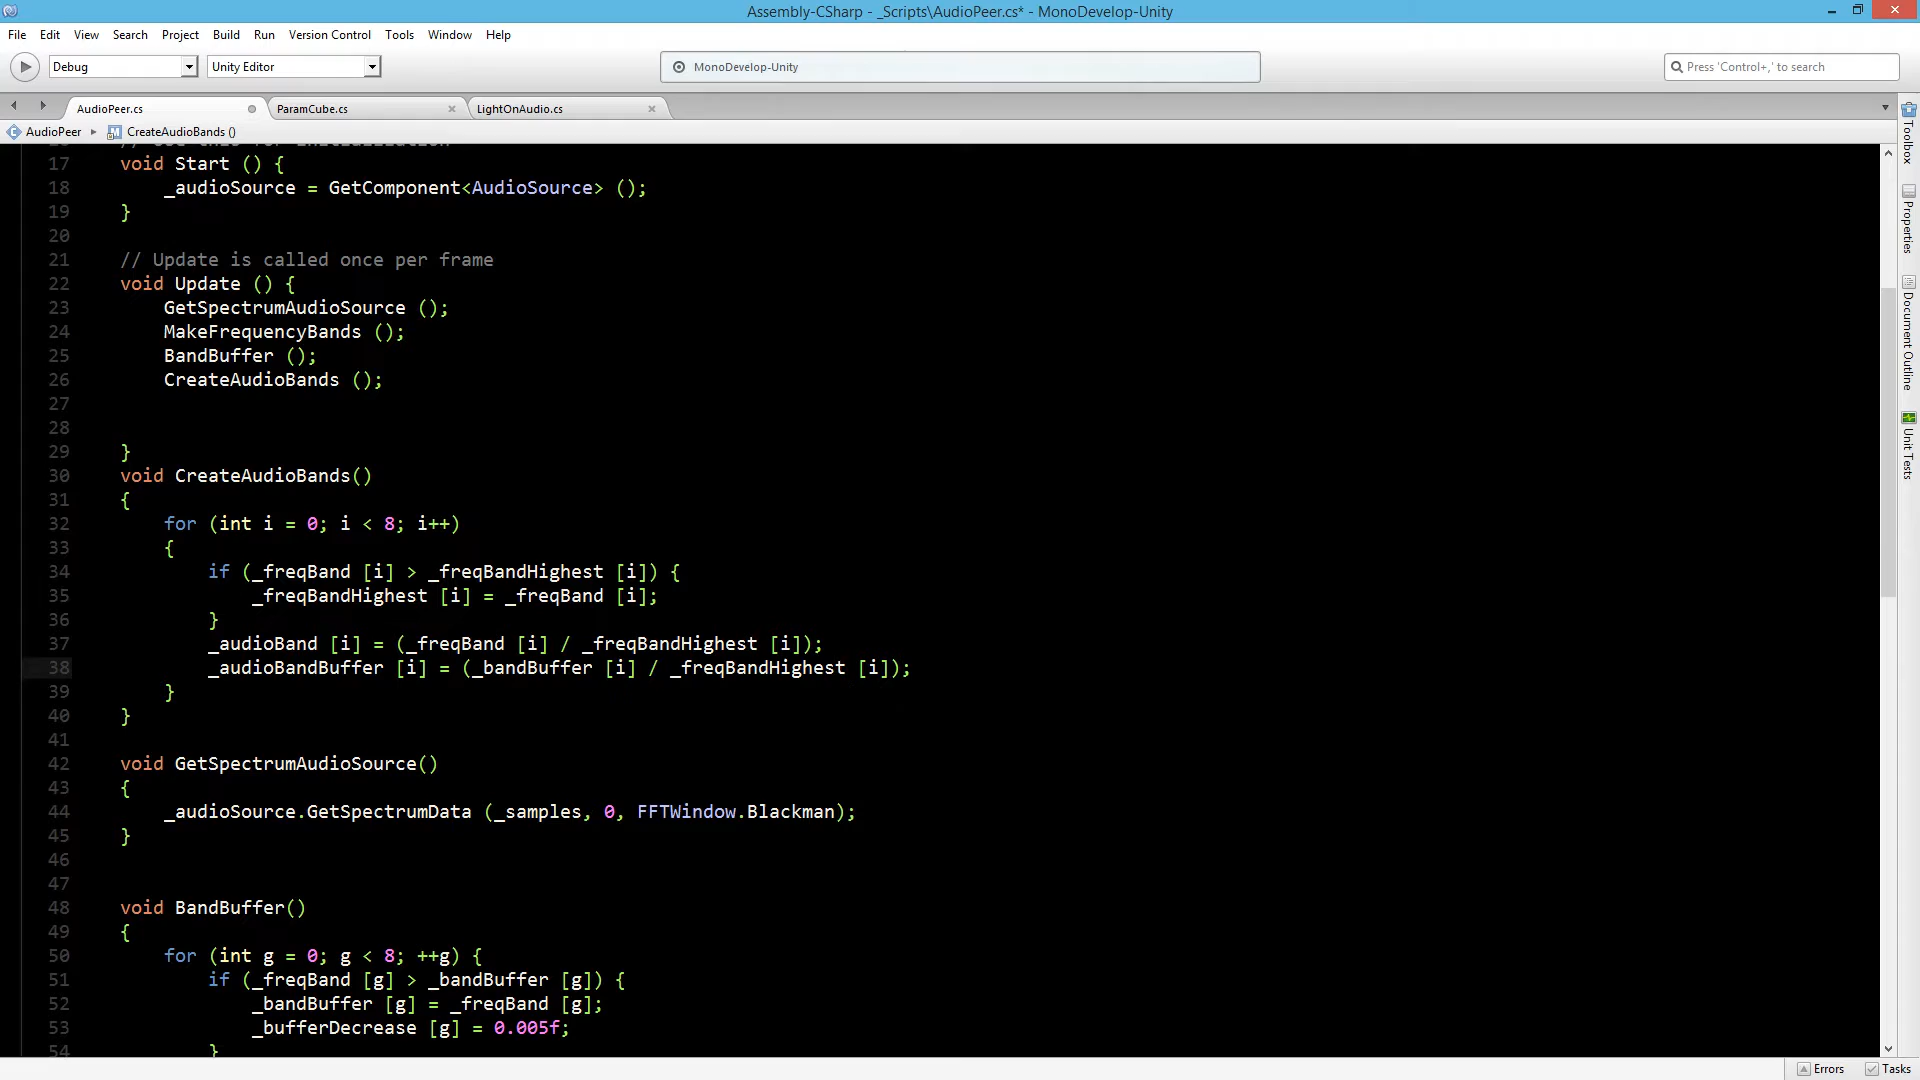 Assembly-CSharp - _Scripts\AudioPeer.cs* - MonoDevelop-Unity
File Edit View Search Project Build Run Version Control Tools Window Help
Debug Unity Editor MonoDevelop-Unity Press 'Control+,' to search
AudioPeer.cs ParamCube.cs LightOnAudio.cs
AudioPeer CreateAudioBands ()
17 void Start () {
18 _audioSource = GetComponent<AudioSource> ();
19 }
20
21 // Update is called once per frame
22 void Update () {
23 GetSpectrumAudioSource ();
24 MakeFrequencyBands ();
25 BandBuffer ();
26 CreateAudioBands ();
27
28
29 }
30 void CreateAudioBands()
31 {
32 for (int i = 0; i < 8; i++)
33 {
34 if (_freqBand [i] > _freqBandHighest [i]) {
35 _freqBandHighest [i] = _freqBand [i];
36 }
37 _audioBand [i] = (_freqBand [i] / _freqBandHighest [i]);
38 _audioBandBuffer [i] = (_bandBuffer [i] / _freqBandHighest [i]);
39 }
40 }
41
42 void GetSpectrumAudioSource()
43 {
44 _audioSource.GetSpectrumData (_samples, 0, FFTWindow.Blackman);
45 }
46
47
48 void BandBuffer()
49 {
50 for (int g = 0; g < 8; ++g) {
51 if (_freqBand [g] > _bandBuffer [g]) {
52 _bandBuffer [g] = _freqBand [g];
53 _bufferDecrease [g] = 0.005f;
54 }
Toolbox
Properties
Document Outline
Unit Tests
Errors Tasks